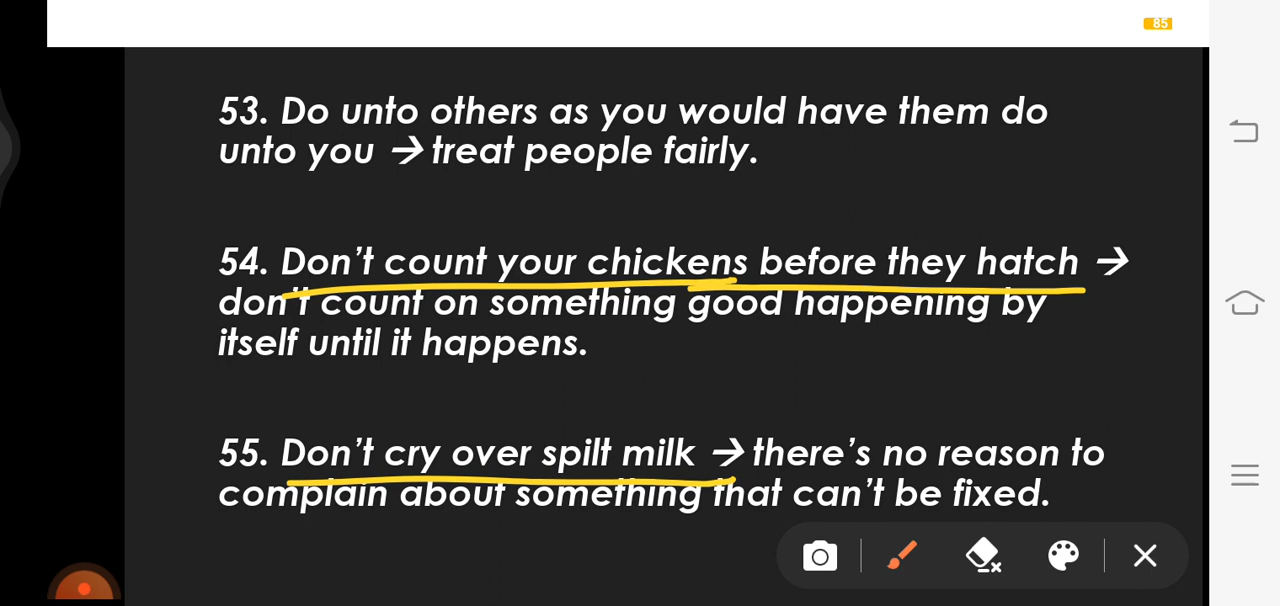 85
53. Do unto others as you would have them do
unto you → treat people fairly.
54. Don’t count your chickens before they hatch →
don’t count on something good happening by
itself until it happens.
55. Don’t cry over spilt milk → there’s no reason to
complain about something that can’t be fixed.